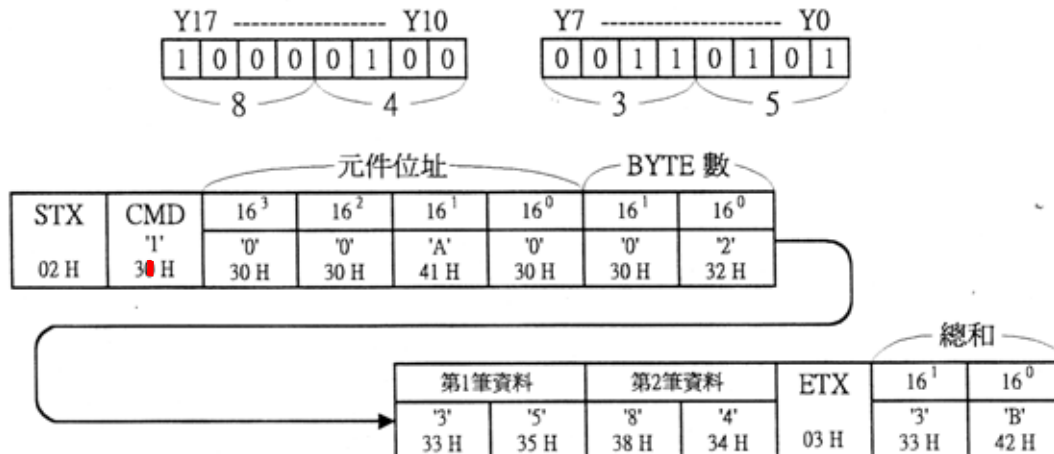 Y17 ---------------- Y10 Y7 ------------------- Y0
1 0 0 0 0 1 0 0 0 0 1 1 0 1 0 1
8 4 3 5
元件位址 BYTE 數
STX CMD 16³ 16² 16¹ 16⁰ 16¹ 16⁰
'1' '0' '0' 'A' '0' '0' '2'
02 H 30 H 30 H 30 H 41 H 30 H 30 H 32 H
總和
第1筆資料 第2筆資料 ETX 16¹ 16⁰
'3' '5' '8' '4' '3' 'B'
33 H 35 H 38 H 34 H 03 H 33 H 42 H